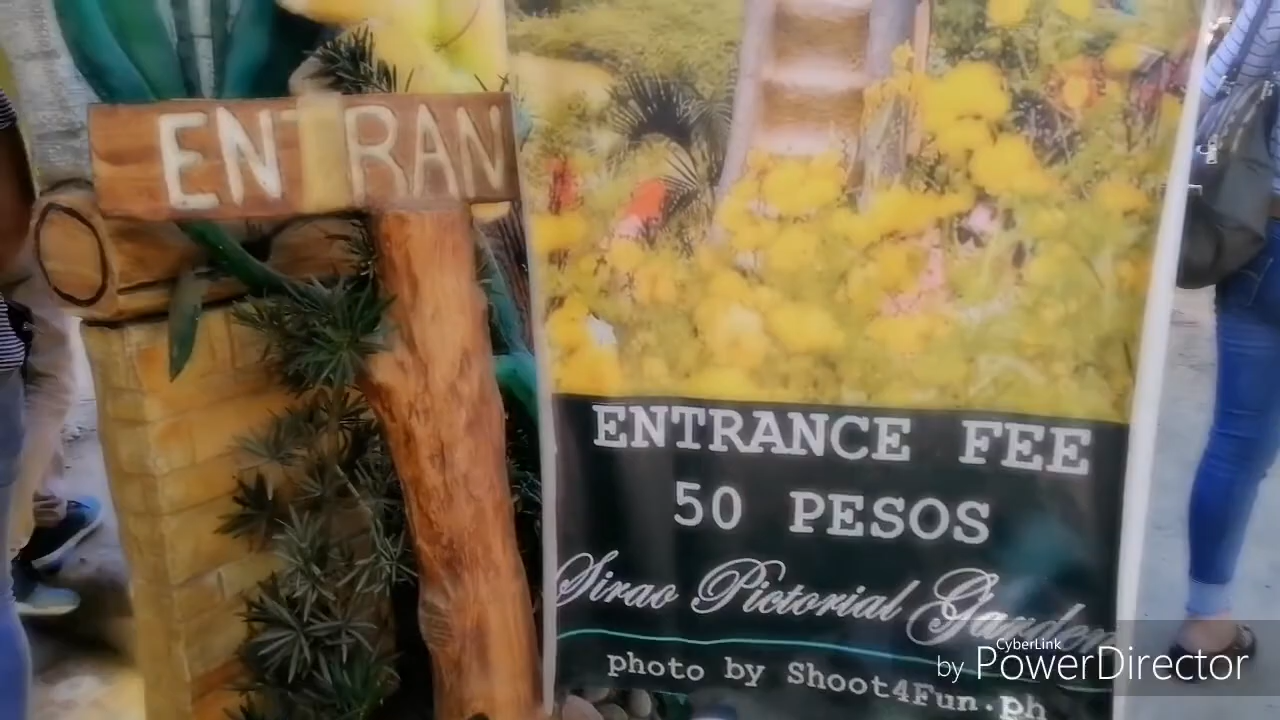 ENTRAN
ENTRANCE FEE
50 PESOS
Sirao Pictorial Garden
photo by Shoot4Fun.ph
CyberLink
by PowerDirector